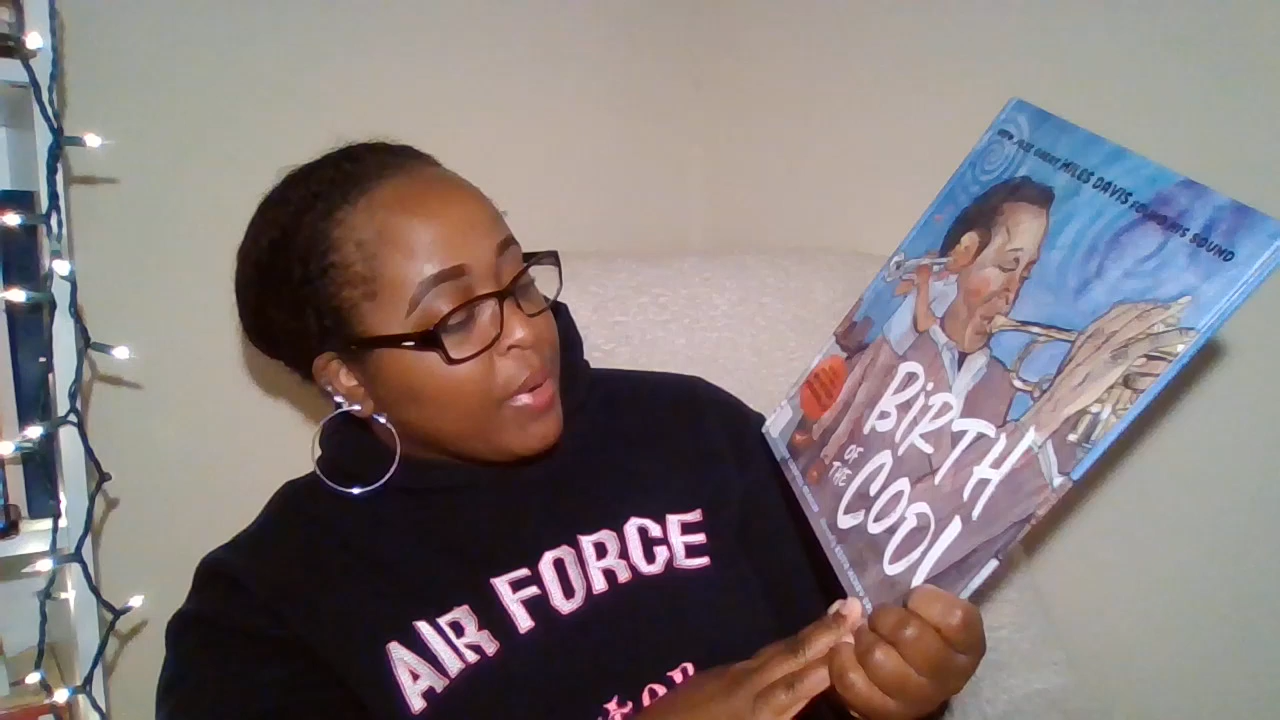 HOW JAZZ GREAT MILES DAVIS FOUND HIS SOUND
BIRTH
OF
THE
COOL
AIR FORCE